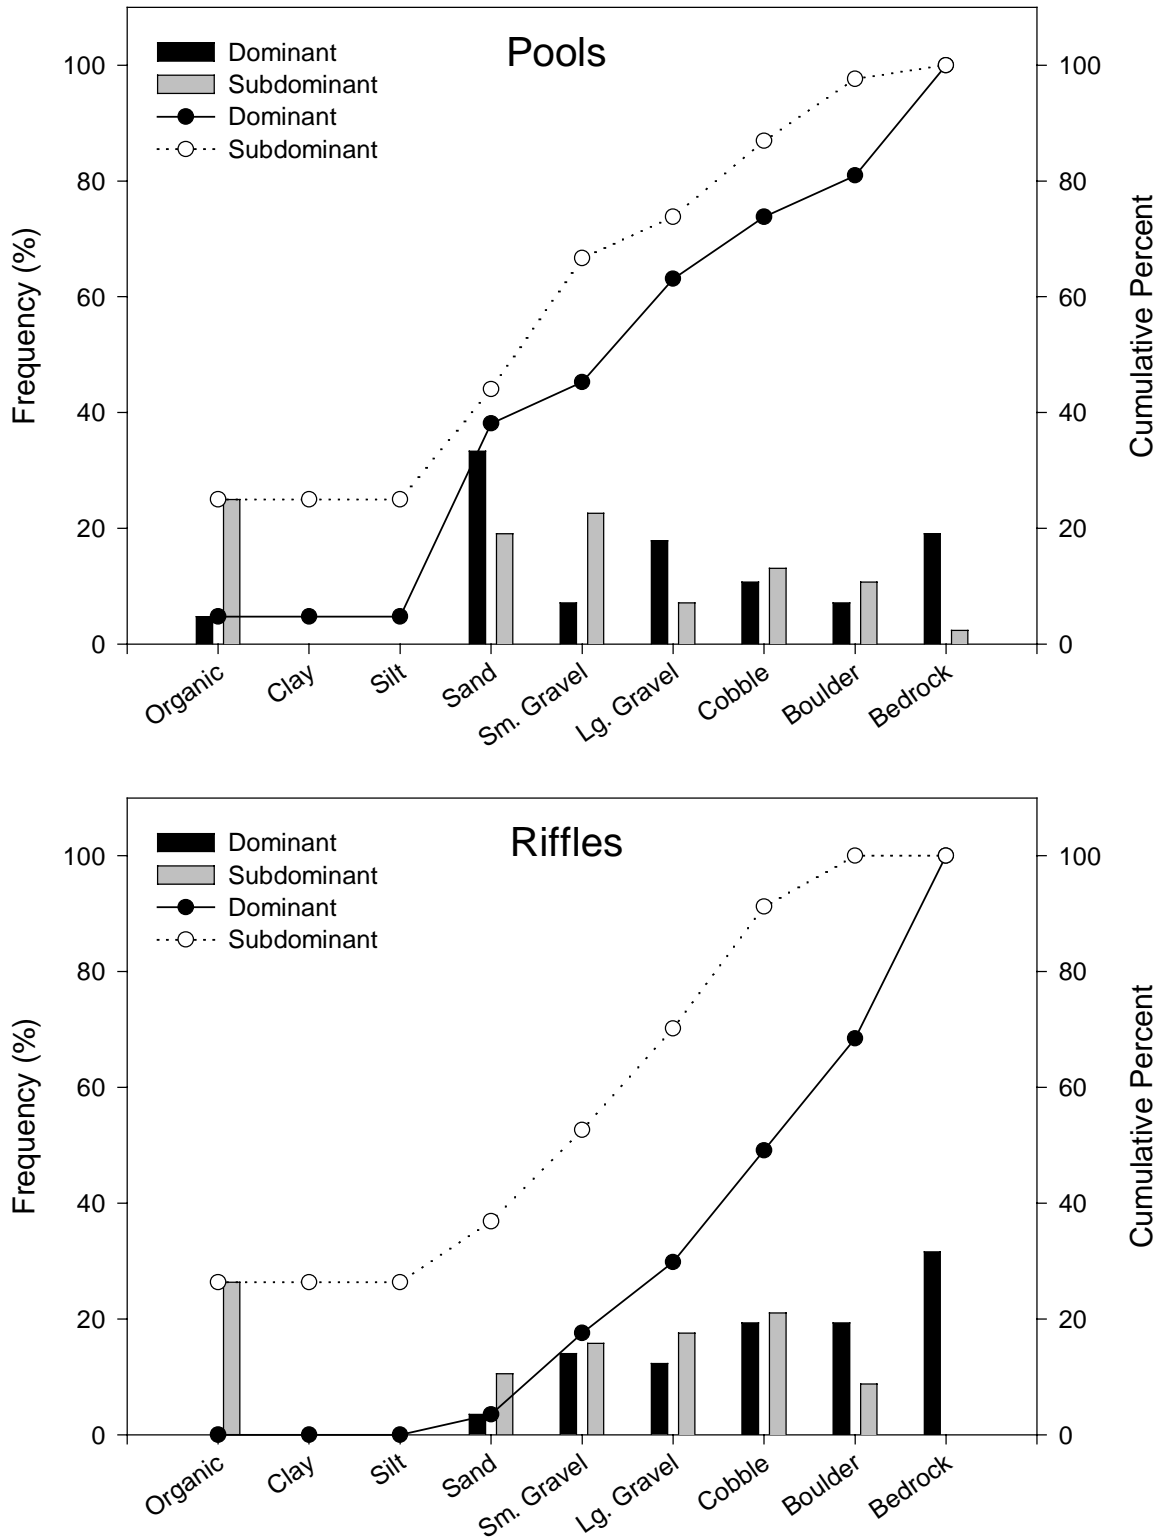 Pools
Dominant
Subdominant
Dominant
Subdominant
Frequency (%)
Cumulative Percent
100
80
60
40
20
0
100
80
60
40
20
0
Organic
Clay
Silt
Sand
Sm. Gravel
Lg. Gravel
Cobble
Boulder
Bedrock
Riffles
Dominant
Subdominant
Dominant
Subdominant
Frequency (%)
Cumulative Percent
100
80
60
40
20
0
100
80
60
40
20
0
Organic
Clay
Silt
Sand
Sm. Gravel
Lg. Gravel
Cobble
Boulder
Bedrock